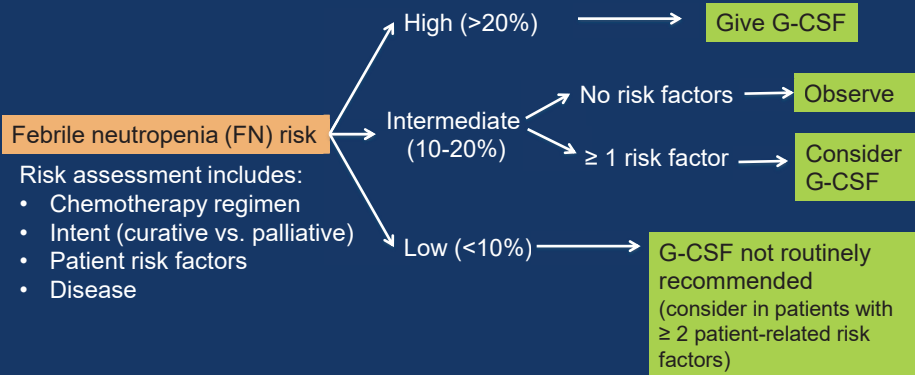 High (>20%)
Give G-CSF
No risk factors
Observe
Febrile neutropenia (FN) risk
Intermediate
(10-20%)
≥ 1 risk factor
Consider
G-CSF
Risk assessment includes:
• Chemotherapy regimen
• Intent (curative vs. palliative)
• Patient risk factors
• Disease
Low (<10%)
G-CSF not routinely
recommended
(consider in patients with
≥ 2 patient-related risk
factors)